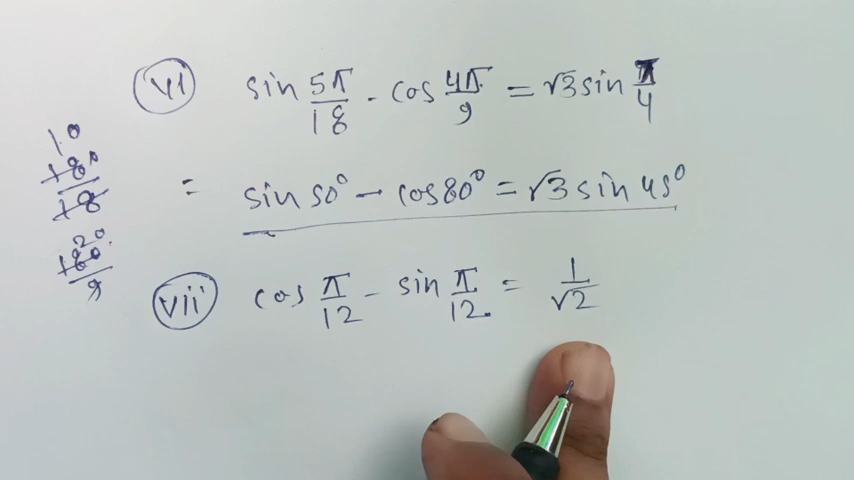 vi sin 5π/18 - cos 4π/9 = √3 sin π/4
10
180
18
= sin 50° - cos 80° = √3 sin 45°
20
180
9
vii cos π/12 - sin π/12 = 1/√2